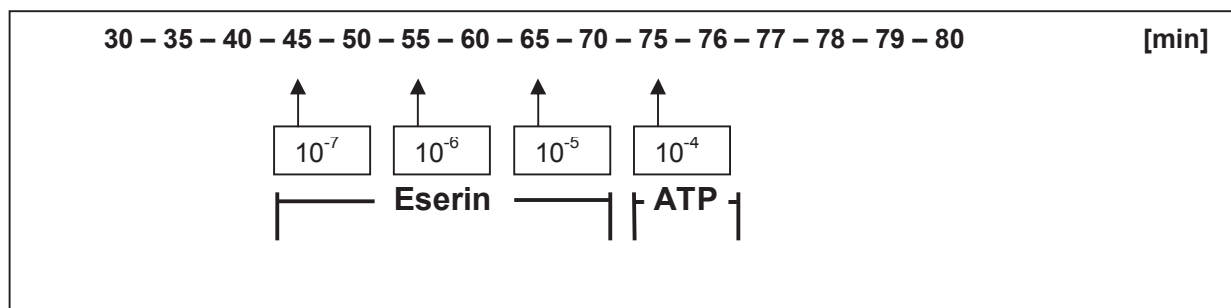 30 – 35 – 40 – 45 – 50 – 55 – 60 – 65 – 70 – 75 – 76 – 77 – 78 – 79 – 80 [min]
10⁻⁷ 10⁻⁶ 10⁻⁵ 10⁻⁴
Eserin ATP